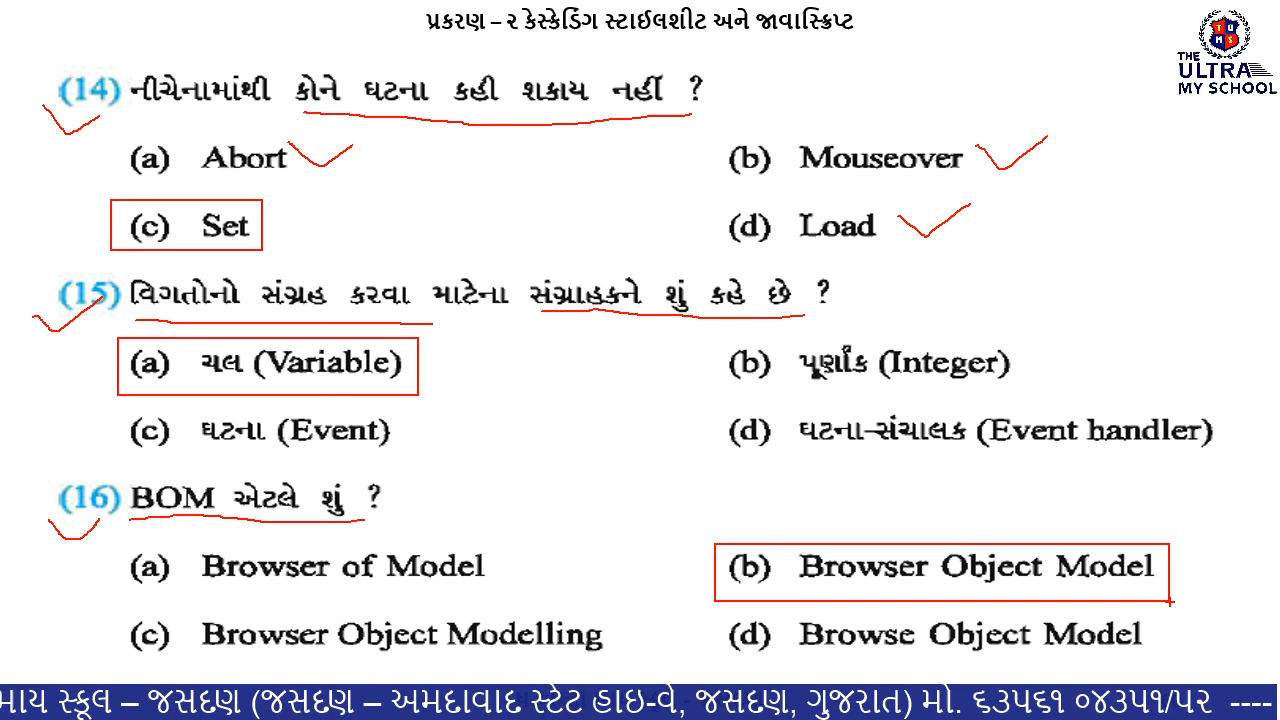 પ્રકરણ – ૨ કેસ્કેડિંગ સ્ટાઈલશીટ અને જાવાસ્ક્રિપ્ટ
TUMS
THE
ULTRA
MY SCHOOL
(14) નીચેનામાંથી કોને ઘટના કહી શકાય નહીં ?
(a) Abort (b) Mouseover
(c) Set (d) Load
(15) વિગતોનો સંગ્રહ કરવા માટેના સંગ્રાહકને શું કહે છે ?
(a) ચલ (Variable) (b) પૂર્ણાંક (Integer)
(c) ઘટના (Event) (d) ઘટના-સંચાલક (Event handler)
(16) BOM એટલે શું ?
(a) Browser of Model (b) Browser Object Model
(c) Browser Object Modelling (d) Browse Object Model
માય સ્કૂલ – જસદણ (જસદણ – અમદાવાદ સ્ટેટ હાઇ-વે, જસદણ, ગુજરાત) મો. ૬૩૫૬૧ ૦૪૩૫૧/૫૨ ----